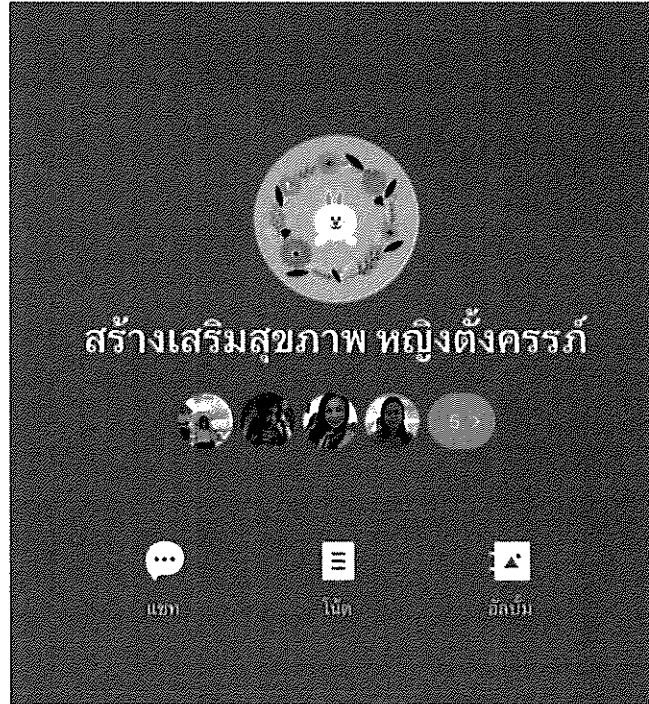 สร้างเสริมสุขภาพ หญิงตั้งครรภ์
5 >
แชท
โน้ต
อัลบั้ม